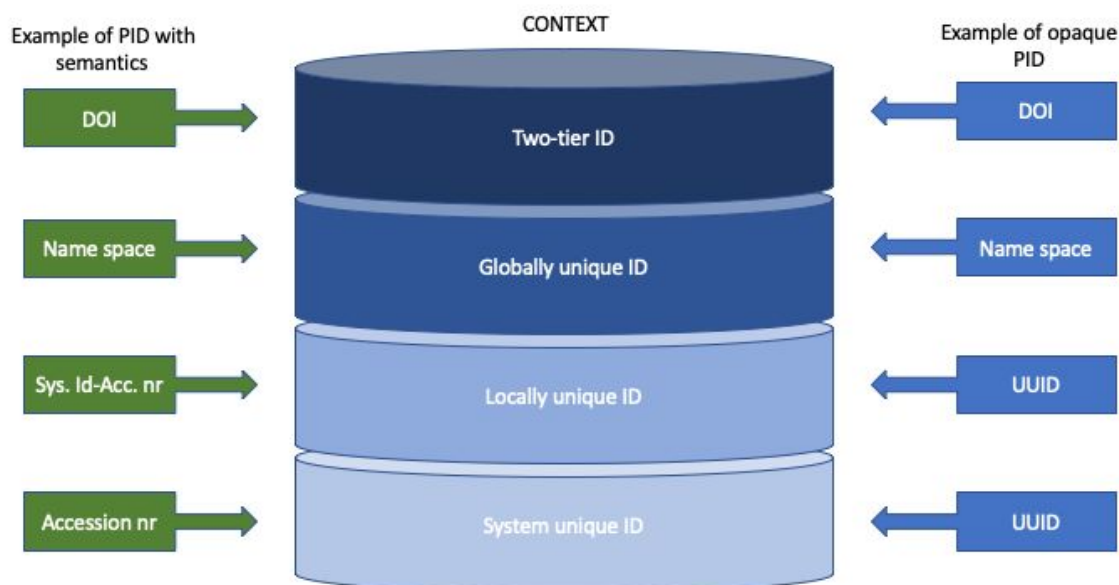 CONTEXT
Example of PID with
semantics
Example of opaque
PID
DOI
Two-tier ID
DOI
Name space
Globally unique ID
Name space
Sys. Id-Acc. nr
Locally unique ID
UUID
Accession nr
System unique ID
UUID